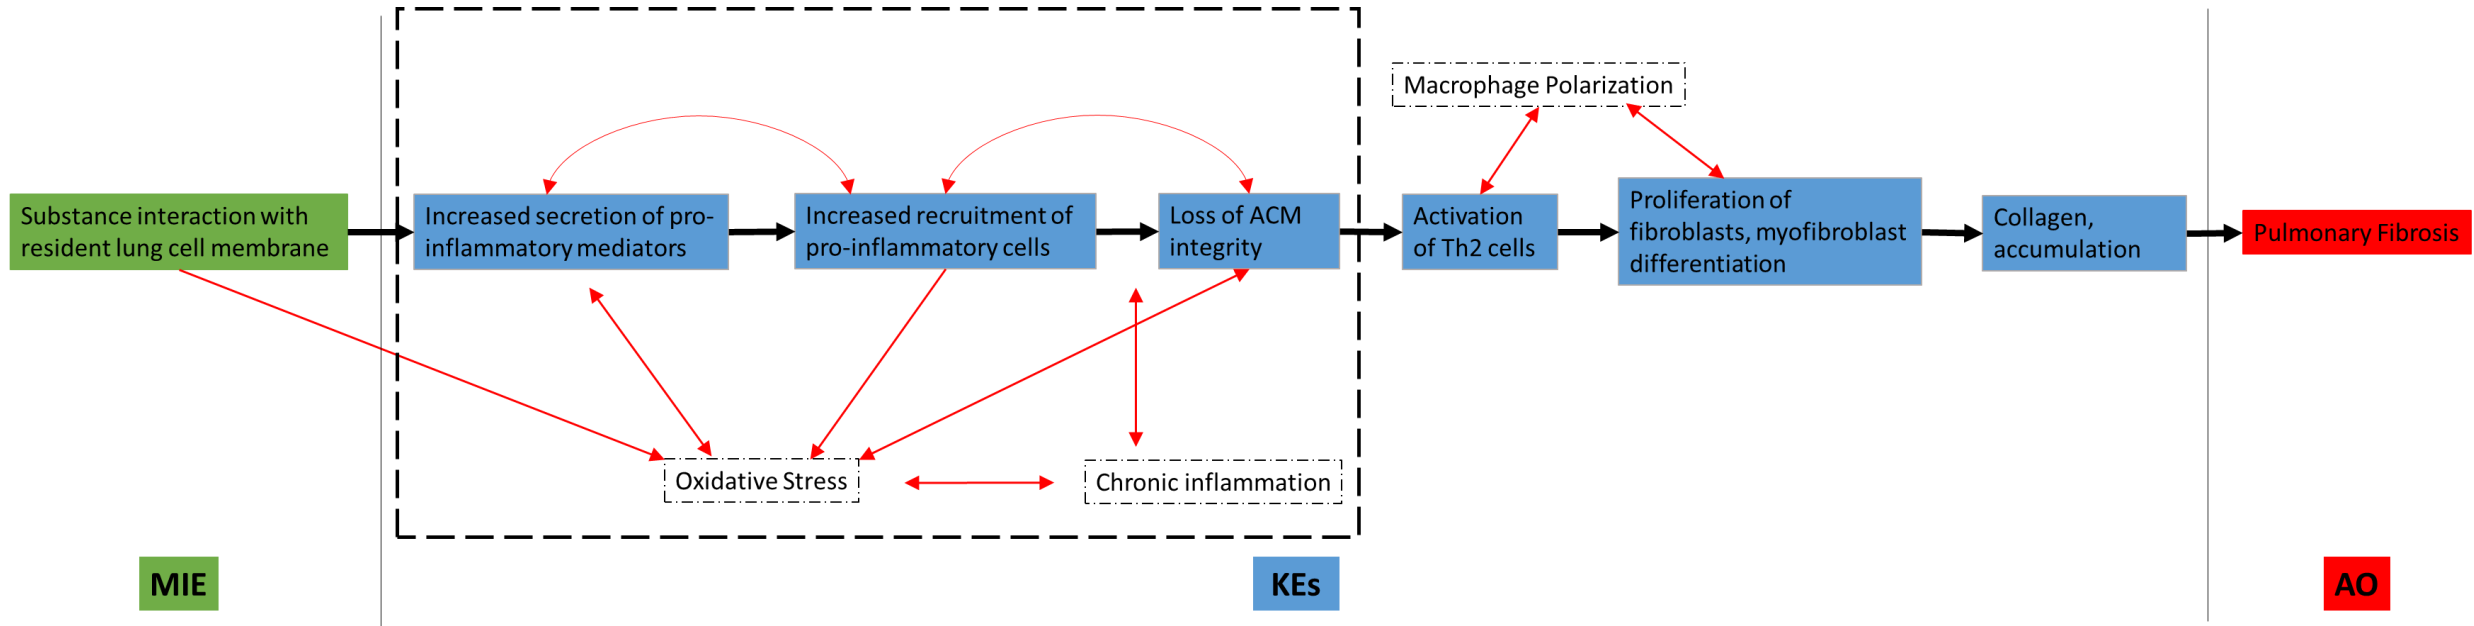 Macrophage Polarization
Substance interaction with
resident lung cell membrane
Increased secretion of pro-
inflammatory mediators
Increased recruitment of
pro-inflammatory cells
Loss of ACM
integrity
Activation
of Th2 cells
Proliferation of
fibroblasts, myofibroblast
differentiation
Collagen,
accumulation
Pulmonary Fibrosis
Oxidative Stress
Chronic inflammation
MIE
KEs
AO